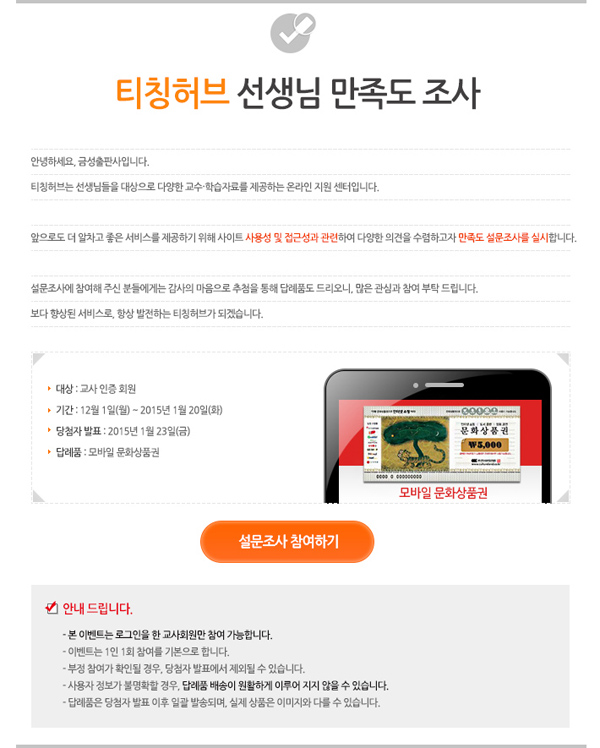 티칭허브 선생님 만족도 조사
안녕하세요, 금성출판사입니다.
티칭허브는 선생님들을 대상으로 다양한 교수·학습자료를 제공하는 온라인 지원 센터입니다.
앞으로도 더 알차고 좋은 서비스를 제공하기 위해 사이트 사용성 및 접근성과 관련하여 다양한 의견을 수렴하고자 만족도 설문조사를 실시합니다.
설문조사에 참여해 주신 분들에게는 감사의 마음으로 추첨을 통해 답례품도 드리오니, 많은 관심과 참여 부탁 드립니다.
보다 향상된 서비스로, 항상 발전하는 티칭허브가 되겠습니다.
대상 : 교사 인증 회원
기간 : 12월 1일(월) ~ 2015년 1월 20일(화)
당첨자 발표 : 2015년 1월 23일(금)
답례품 : 모바일 문화상품권
문화상품권
₩5,000
0000 0 000000000
모바일 문화상품권
설문조사 참여하기
안내 드립니다.
- 본 이벤트는 로그인을 한 교사회원만 참여 가능합니다.
- 이벤트는 1인 1회 참여를 기본으로 합니다.
- 부정 참여가 확인될 경우, 당첨자 발표에서 제외될 수 있습니다.
- 사용자 정보가 불명확할 경우, 답례품 배송이 원활하게 이루어 지지 않을 수 있습니다.
- 답례품은 당첨자 발표 이후 일괄 발송되며, 실제 상품은 이미지와 다를 수 있습니다.